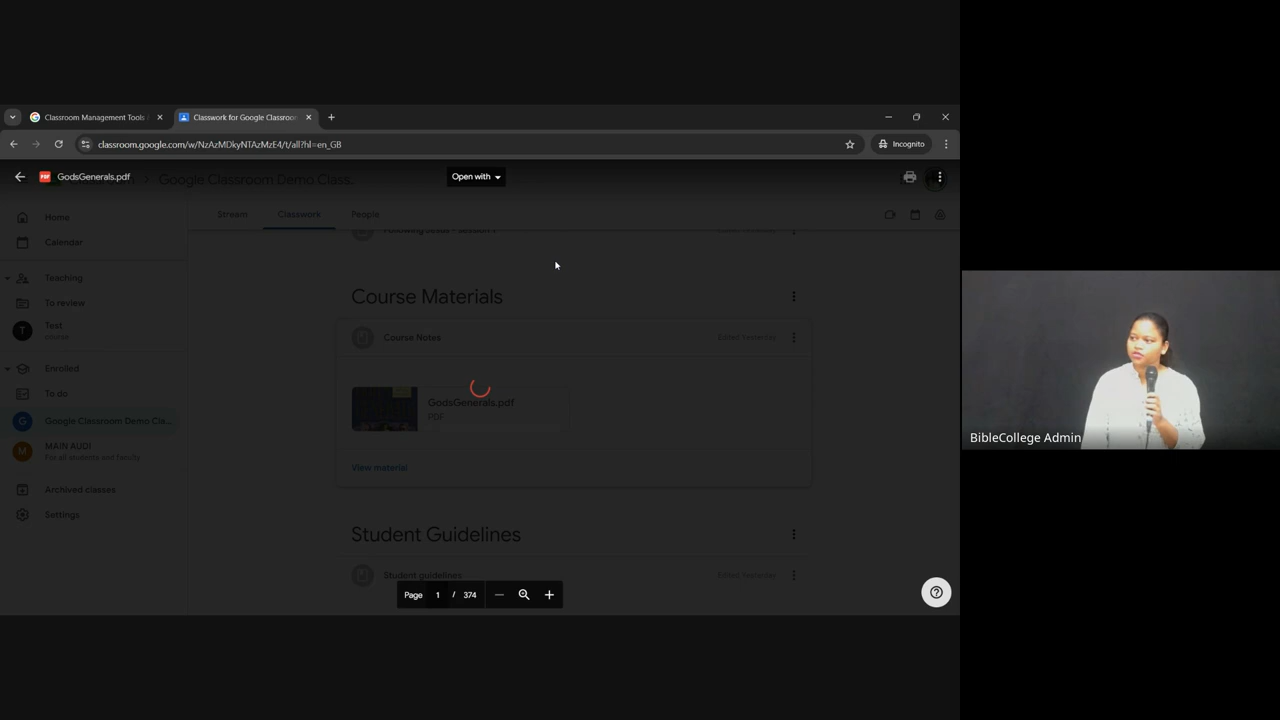 Classroom Management Tools /
Classwork for Google Classroom
classroom.google.com/w/NzAzMDkyNTAzMzE4/t/all?hl=en_GB
Incognito
PDF
GodsGenerals.pdf
Google Classroom Demo Class...
Open with
Home
Calendar
Teaching
To review
T
Test
Enrolled
To do
G
Google Classroom Demo Cla...
M
MAIN AUDI
For all students and faculty
Archived classes
Settings
Stream
Classwork
People
Course Materials
Course Notes
GodsGenerals.pdf
PDF
View material
Student Guidelines
Student guidelines
Edited Yesterday
Page 1 / 374
BibleCollege Admin